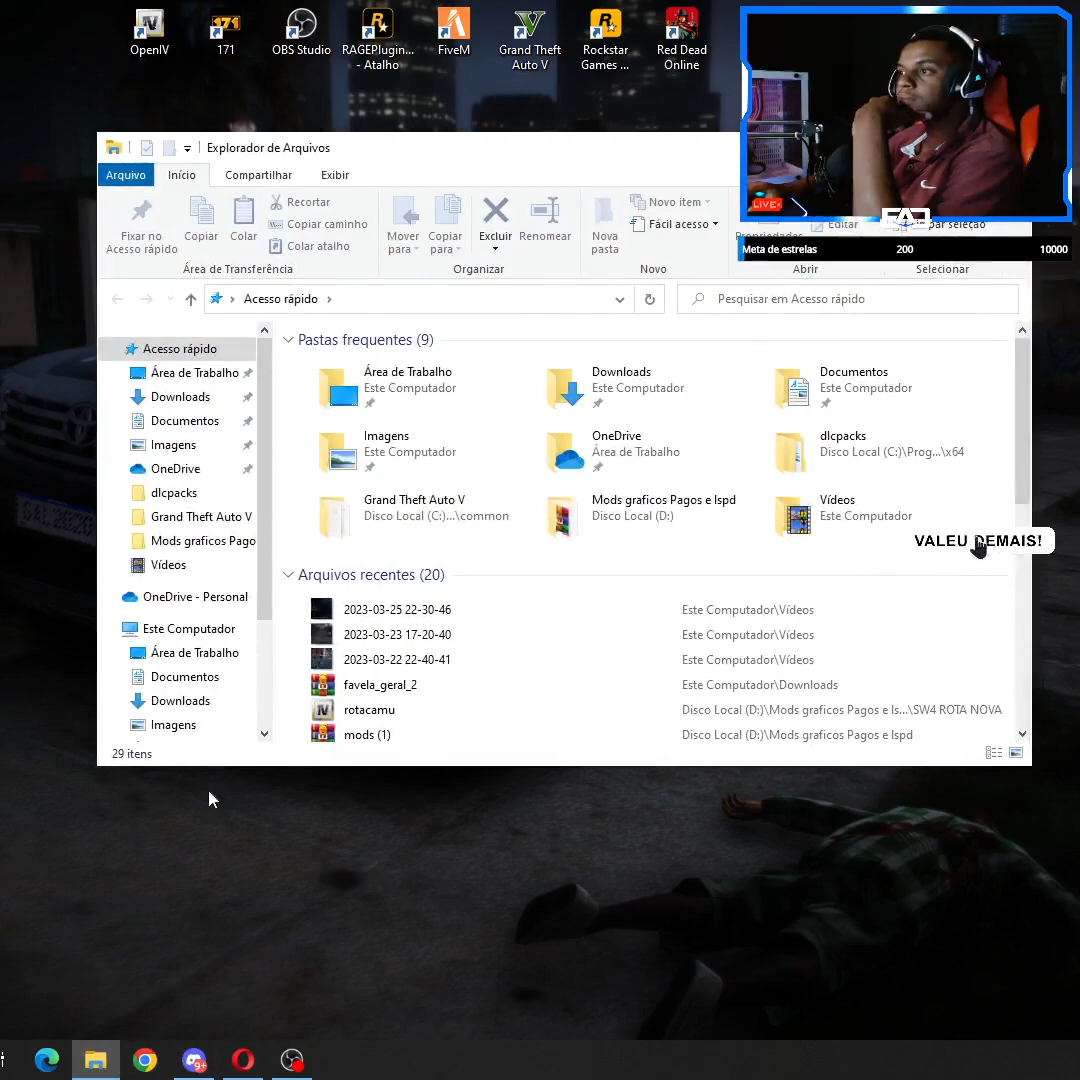 OpenIV
171
171
OBS Studio
RAGEPlugin...
- Atalho
FiveM
Grand Theft
Auto V
Rockstar
Games ...
Red Dead
Online
LIVE
Meta de estrelas 200 10000
Explorador de Arquivos
Arquivo Início Compartilhar Exibir
Fixar no
Acesso rápido
Copiar
Colar
Recortar
Copiar caminho
Colar atalho
Área de Transferência
Mover
para
Copiar
para
Excluir
Renomear
Organizar
Nova
pasta
Novo item
Fácil acesso
Novo
Editar
Abrir
par seleção
Selecionar
Acesso rápido
Pesquisar em Acesso rápido
Acesso rápido
Área de Trabalho
Downloads
Documentos
Imagens
OneDrive
dlcpacks
Grand Theft Auto V
Mods graficos Pago
Vídeos
OneDrive - Personal
Este Computador
Área de Trabalho
Documentos
Downloads
Imagens
Pastas frequentes (9)
Área de Trabalho
Este Computador
Downloads
Este Computador
Documentos
Este Computador
Imagens
Este Computador
OneDrive
Área de Trabalho
dlcpacks
Disco Local (C:)\Prog...\x64
Grand Theft Auto V
Disco Local (C:)...\common
Mods graficos Pagos e lspd
Disco Local (D:)
Vídeos
Este Computador
VALEU DEMAIS!
Arquivos recentes (20)
2023-03-25 22-30-46 Este Computador\Vídeos
2023-03-23 17-20-40 Este Computador\Vídeos
2023-03-22 22-40-41 Este Computador\Vídeos
favela_geral_2 Este Computador\Downloads
rotacamu Disco Local (D:)\Mods graficos Pagos e ls...\SW4 ROTA NOVA
mods (1) Disco Local (D:)\Mods graficos Pagos e lspd
29 itens
9+